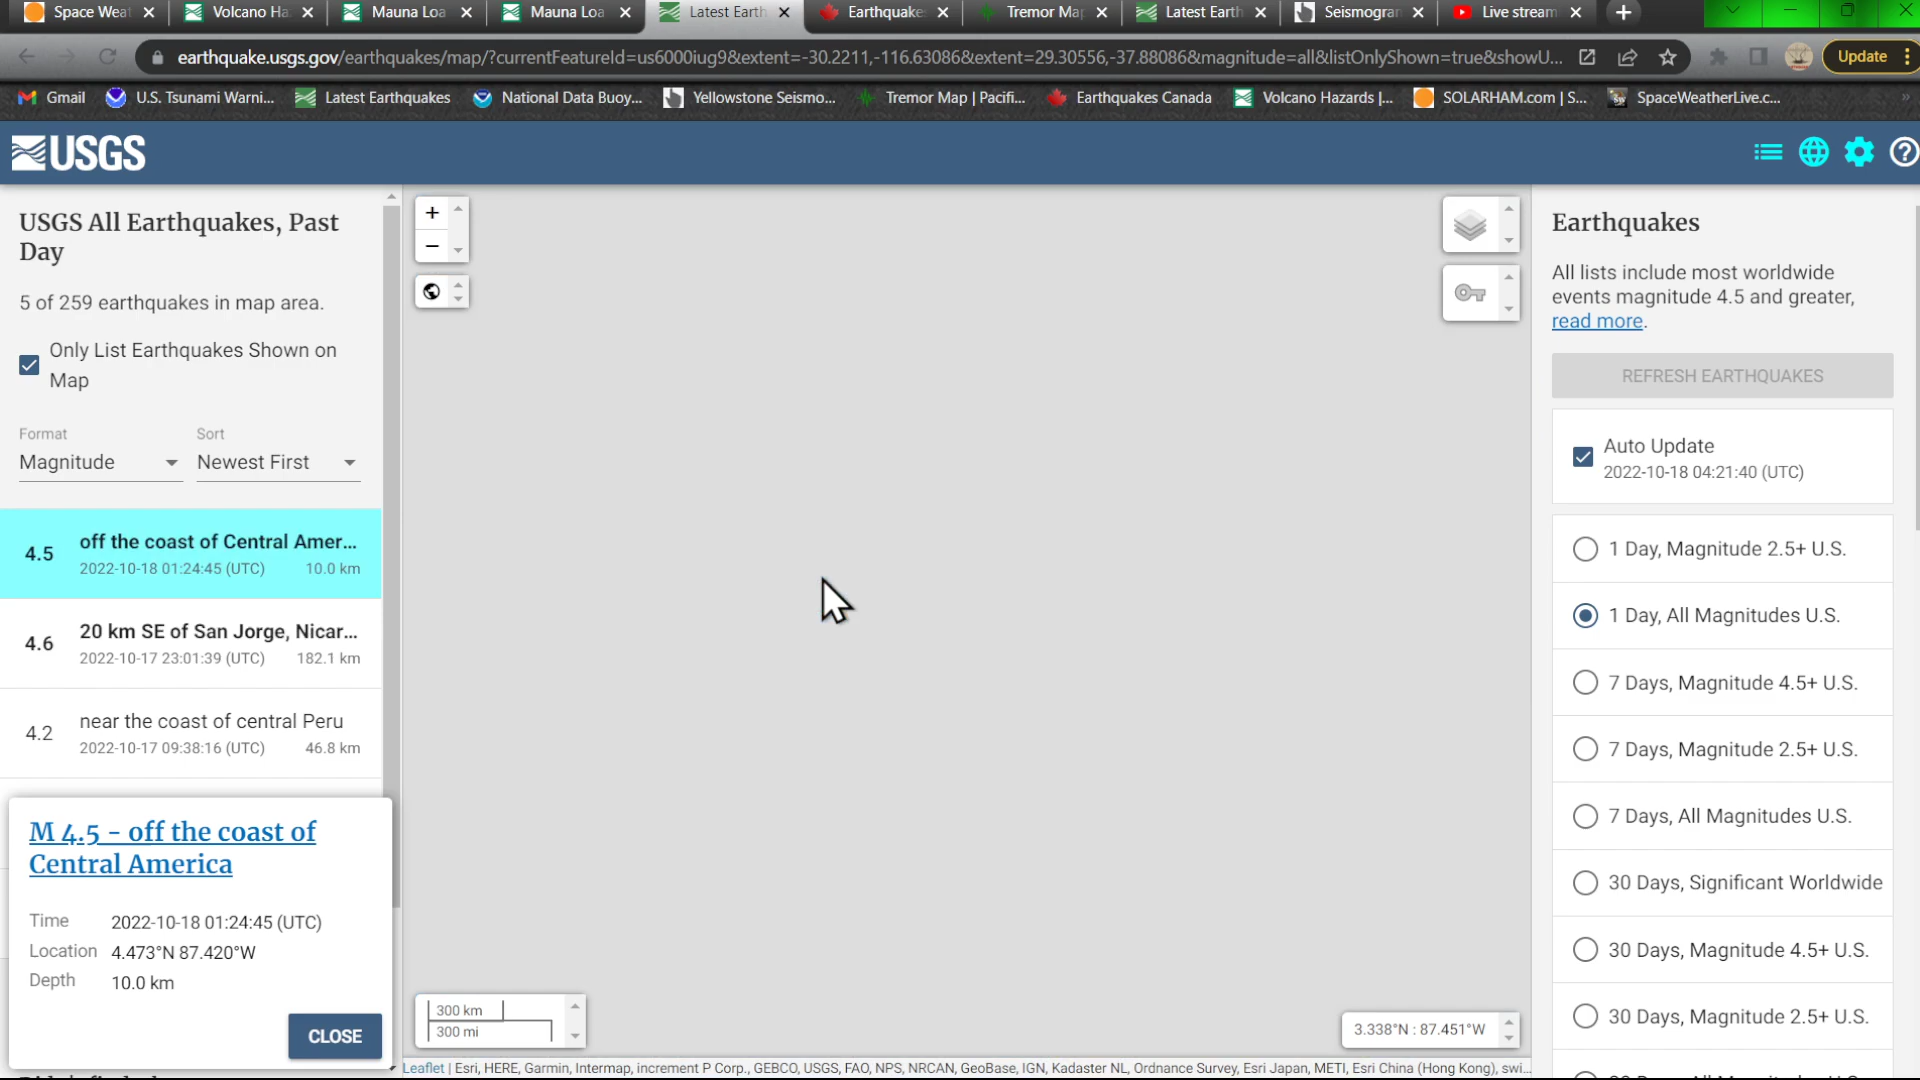 Space Weat
Volcano Ha
Mauna Loa
Mauna Loa
Latest Earth
Earthquake
Tremor Map
Latest Earth
Seismogram
Live stream
earthquake.usgs.gov/earthquakes/map/?currentFeatureId=us6000iug9&extent=-30.2211,-116.63086&extent=29.30556,-37.88086&magnitude=all&listOnlyShown=true&showU...
Update
Gmail
U.S. Tsunami Warni...
Latest Earthquakes
National Data Buoy...
Yellowstone Seismo...
Tremor Map | Pacifi...
Earthquakes Canada
Volcano Hazards |...
SOLARHAM.com | S...
SpaceWeatherLive.c...
USGS
USGS All Earthquakes, Past
Day
5 of 259 earthquakes in map area.
Only List Earthquakes Shown on
Map
Format
Sort
Magnitude
Newest First
4.5
off the coast of Central Amer...
2022-10-18 01:24:45 (UTC) 10.0 km
4.6
20 km SE of San Jorge, Nicar...
2022-10-17 23:01:39 (UTC) 182.1 km
4.2
near the coast of central Peru
2022-10-17 09:38:16 (UTC) 46.8 km
M 4.5 - off the coast of
Central America
Time 2022-10-18 01:24:45 (UTC)
Location 4.473°N 87.420°W
Depth 10.0 km
CLOSE
+
−
300 km
300 mi
3.338°N : 87.451°W
Leaflet | Esri, HERE, Garmin, Intermap, increment P Corp., GEBCO, USGS, FAO, NPS, NRCAN, GeoBase, IGN, Kadaster NL, Ordnance Survey, Esri Japan, METI, Esri China (Hong Kong), swi...
Earthquakes
All lists include most worldwide
events magnitude 4.5 and greater,
read more.
REFRESH EARTHQUAKES
Auto Update
2022-10-18 04:21:40 (UTC)
1 Day, Magnitude 2.5+ U.S.
1 Day, All Magnitudes U.S.
7 Days, Magnitude 4.5+ U.S.
7 Days, Magnitude 2.5+ U.S.
7 Days, All Magnitudes U.S.
30 Days, Significant Worldwide
30 Days, Magnitude 4.5+ U.S.
30 Days, Magnitude 2.5+ U.S.